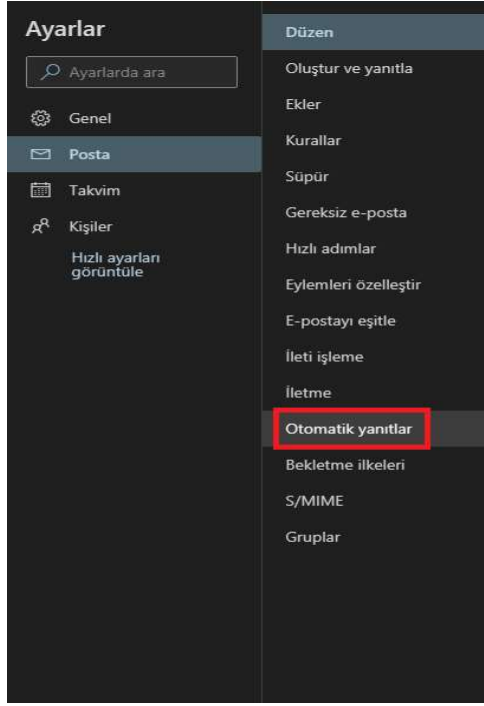 Ayarlar
Ayarlarda ara
Genel
Posta
Takvim
Kişiler
Hızlı ayarları
görüntüle
Düzen
Oluştur ve yanıtla
Ekler
Kurallar
Süpür
Gereksiz e-posta
Hızlı adımlar
Eylemleri özelleştir
E-postayı eşitle
İleti işleme
İletme
Otomatik yanıtlar
Bekletme ilkeleri
S/MIME
Gruplar